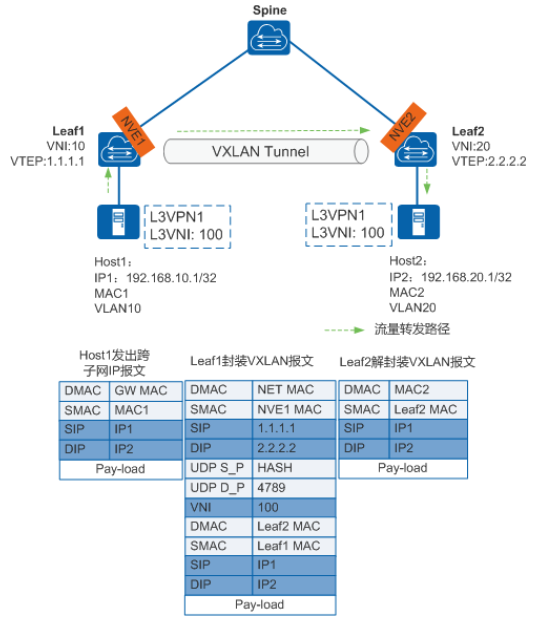 Spine
Leaf1
VNI:10
VTEP:1.1.1.1
NVE1
VXLAN Tunnel
NVE2
Leaf2
VNI:20
VTEP:2.2.2.2
L3VPN1
L3VNI: 100
L3VPN1
L3VNI: 100
Host1：
IP1：192.168.10.1/32
MAC1
VLAN10
Host2：
IP2：192.168.20.1/32
MAC2
VLAN20
流量转发路径
Host1发出跨
子网IP报文
DMAC GW MAC
SMAC MAC1
SIP IP1
DIP IP2
Pay-load
Leaf1封装VXLAN报文
DMAC NET MAC
SMAC NVE1 MAC
SIP 1.1.1.1
DIP 2.2.2.2
UDP S_P HASH
UDP D_P 4789
VNI 100
DMAC Leaf2 MAC
SMAC Leaf1 MAC
SIP IP1
DIP IP2
Pay-load
Leaf2解封装VXLAN报文
DMAC MAC2
SMAC Leaf2 MAC
SIP IP1
DIP IP2
Pay-load